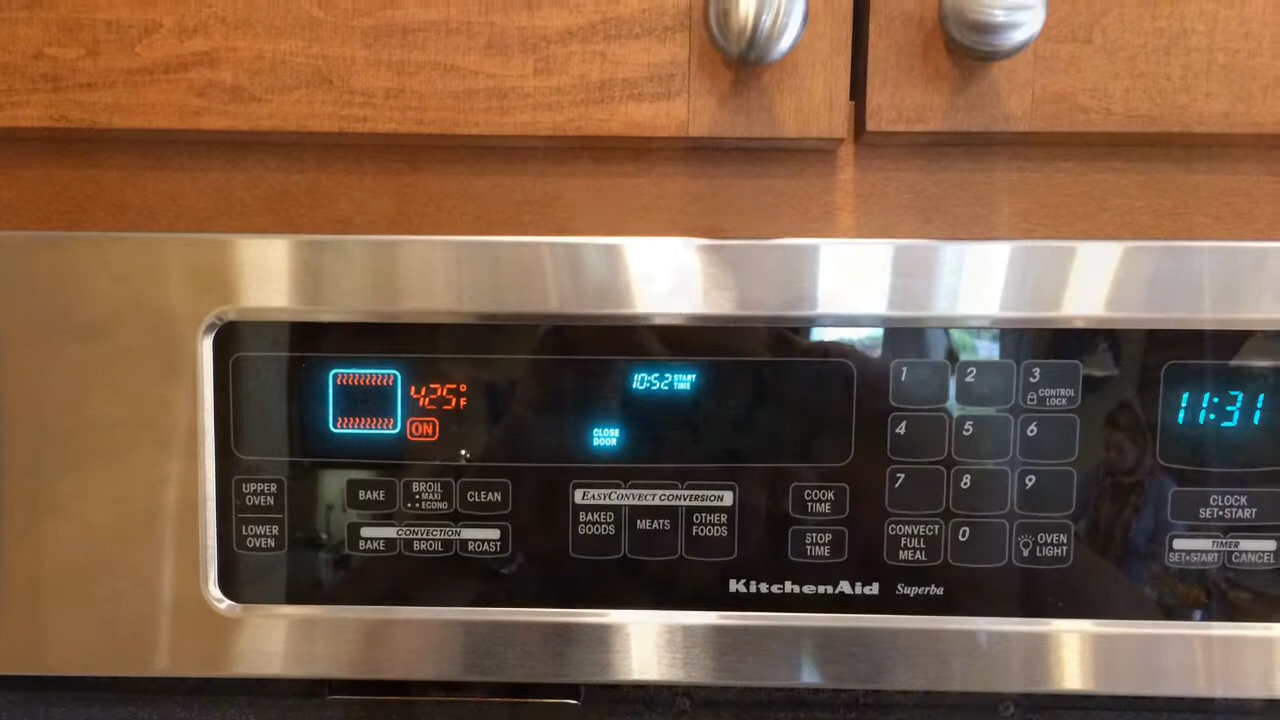 425°F
ON
10:52 START TIME
CLOSE DOOR
1
2
3
CONTROL LOCK
4
5
6
7
8
9
CONVECT FULL MEAL
0
OVEN LIGHT
11:31
UPPER OVEN
LOWER OVEN
BAKE
BROIL
•MAXI
••ECONO
CLEAN
CONVECTION
BAKE
BROIL
ROAST
EASYCONVECT CONVERSION
BAKED GOODS
MEATS
OTHER FOODS
COOK TIME
STOP TIME
CLOCK
SET•START
TIMER
SET•START
CANCEL
KitchenAid Superba